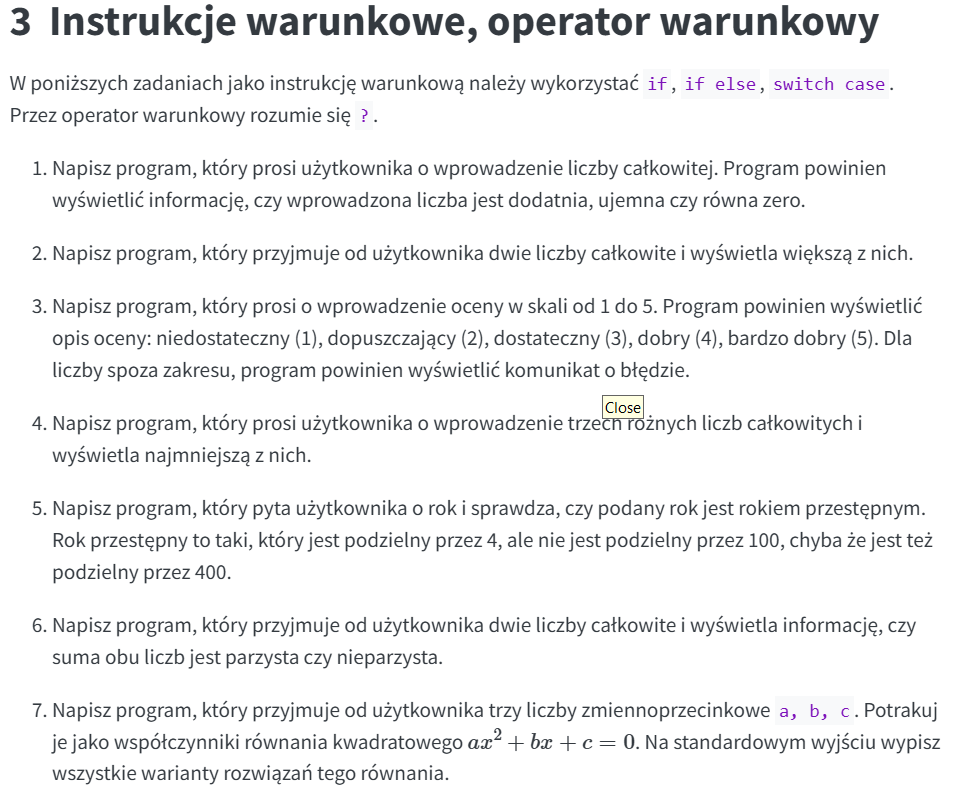 3 Instrukcje warunkowe, operator warunkowy
W poniższych zadaniach jako instrukcję warunkową należy wykorzystać if, if else, switch case.
Przez operator warunkowy rozumie się ?.
1. Napisz program, który prosi użytkownika o wprowadzenie liczby całkowitej. Program powinien
wyświetlić informację, czy wprowadzona liczba jest dodatnia, ujemna czy równa zero.
2. Napisz program, który przyjmuje od użytkownika dwie liczby całkowite i wyświetla większą z nich.
3. Napisz program, który prosi o wprowadzenie oceny w skali od 1 do 5. Program powinien wyświetlić
opis oceny: niedostateczny (1), dopuszczający (2), dostateczny (3), dobry (4), bardzo dobry (5). Dla
liczby spoza zakresu, program powinien wyświetlić komunikat o błędzie.
Close
4. Napisz program, który prosi użytkownika o wprowadzenie trzech różnych liczb całkowitych i
wyświetla najmniejszą z nich.
5. Napisz program, który pyta użytkownika o rok i sprawdza, czy podany rok jest rokiem przestępnym.
Rok przestępny to taki, który jest podzielny przez 4, ale nie jest podzielny przez 100, chyba że jest też
podzielny przez 400.
6. Napisz program, który przyjmuje od użytkownika dwie liczby całkowite i wyświetla informację, czy
suma obu liczb jest parzysta czy nieparzysta.
7. Napisz program, który przyjmuje od użytkownika trzy liczby zmiennoprzecinkowe a, b, c. Potrakuj
je jako współczynniki równania kwadratowego ax² + bx + c = 0. Na standardowym wyjściu wypisz
wszystkie warianty rozwiązań tego równania.